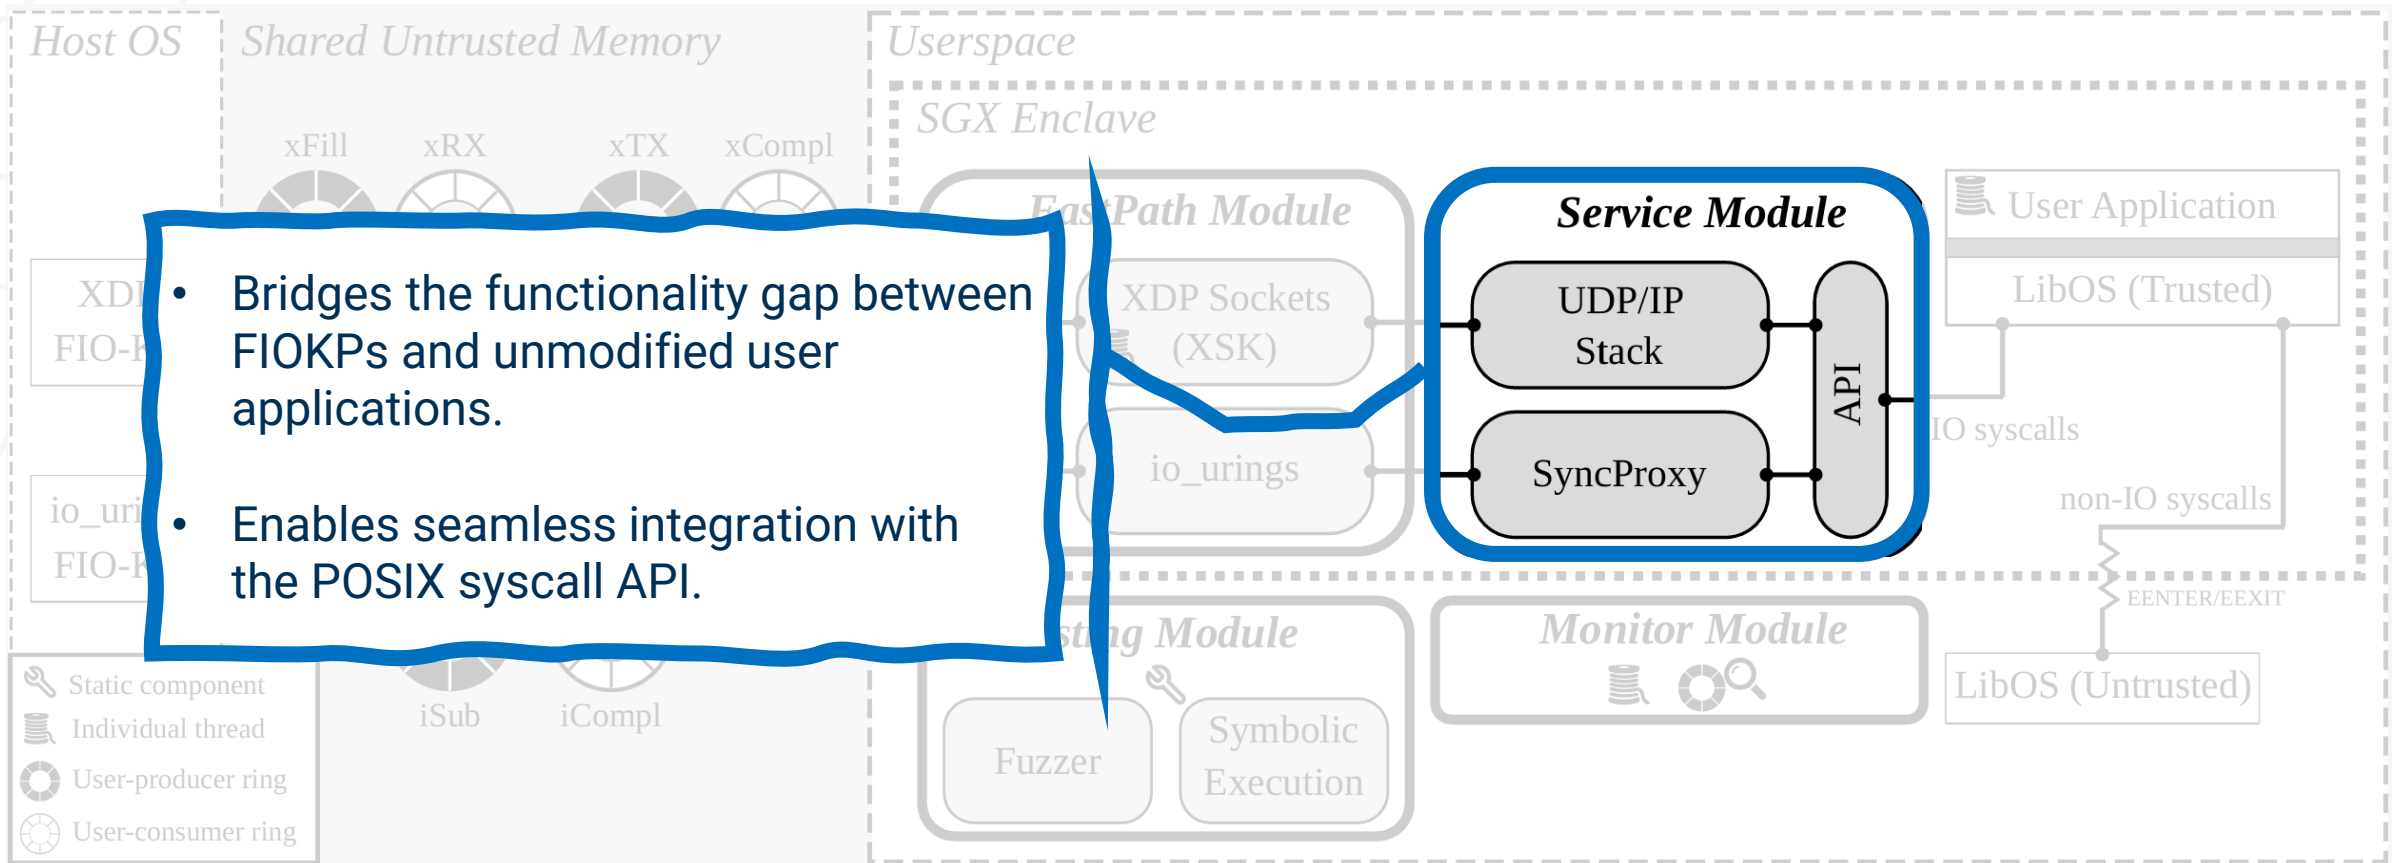 Host OS
Shared Untrusted Memory
Userspace
SGX Enclave
xFill
xRX
xTX
xCompl
FastPath Module
Service Module
User Application
LibOS (Trusted)
XDP Sockets
(XSK)
UDP/IP
Stack
API
io_urings
SyncProxy
IO syscalls
non-IO syscalls
EENTER/EEXIT
• Bridges the functionality gap between
FIOKPs and unmodified user
applications.
• Enables seamless integration with
the POSIX syscall API.
Module
Monitor Module
LibOS (Untrusted)
Fuzzer
Symbolic
Execution
iSub
iCompl
Static component
Individual thread
User-producer ring
User-consumer ring